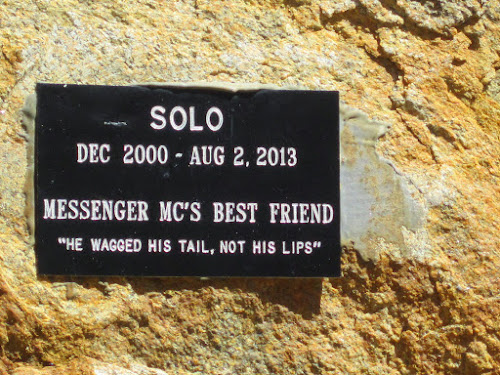 SOLO
DEC 2000 - AUG 2, 2013
MESSENGER MC'S BEST FRIEND
"HE WAGGED HIS TAIL, NOT HIS LIPS"